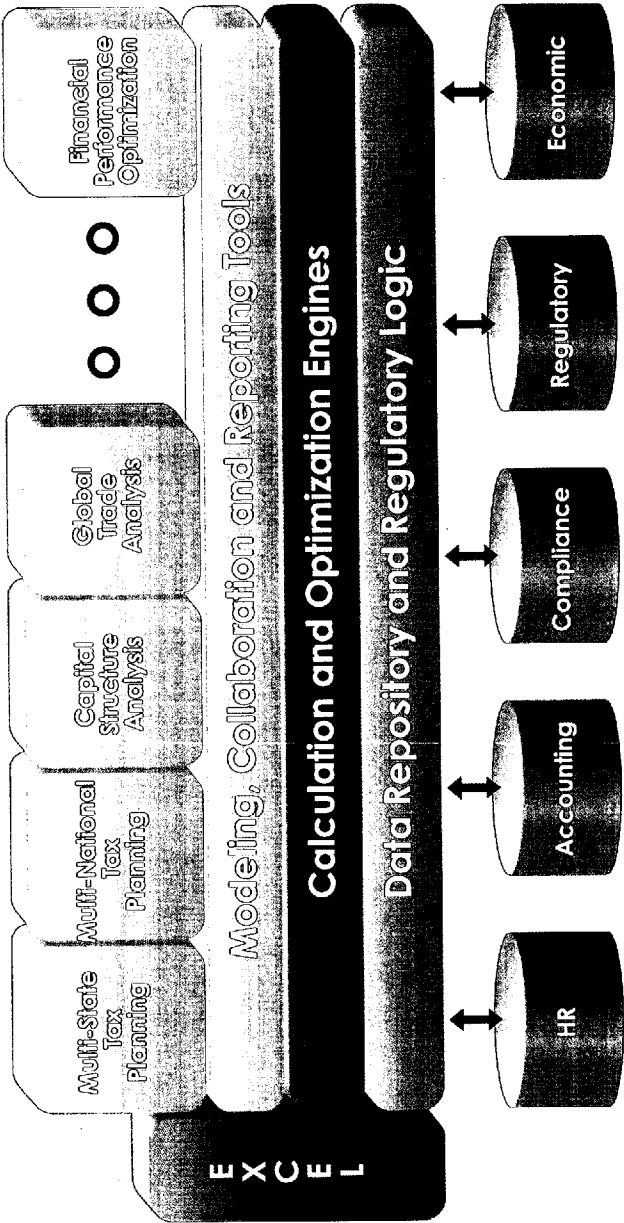 Multi-State
Tax
Planning
Multi-National
Tax
Planning
Capital
Structure
Analysis
Global
Trade
Analysis
Financial
Performance
Optimization
EXCEL
Modeling, Collaboration and Reporting Tools
Calculation and Optimization Engines
Data Repository and Regulatory Logic
HR
Accounting
Compliance
Regulatory
Economic